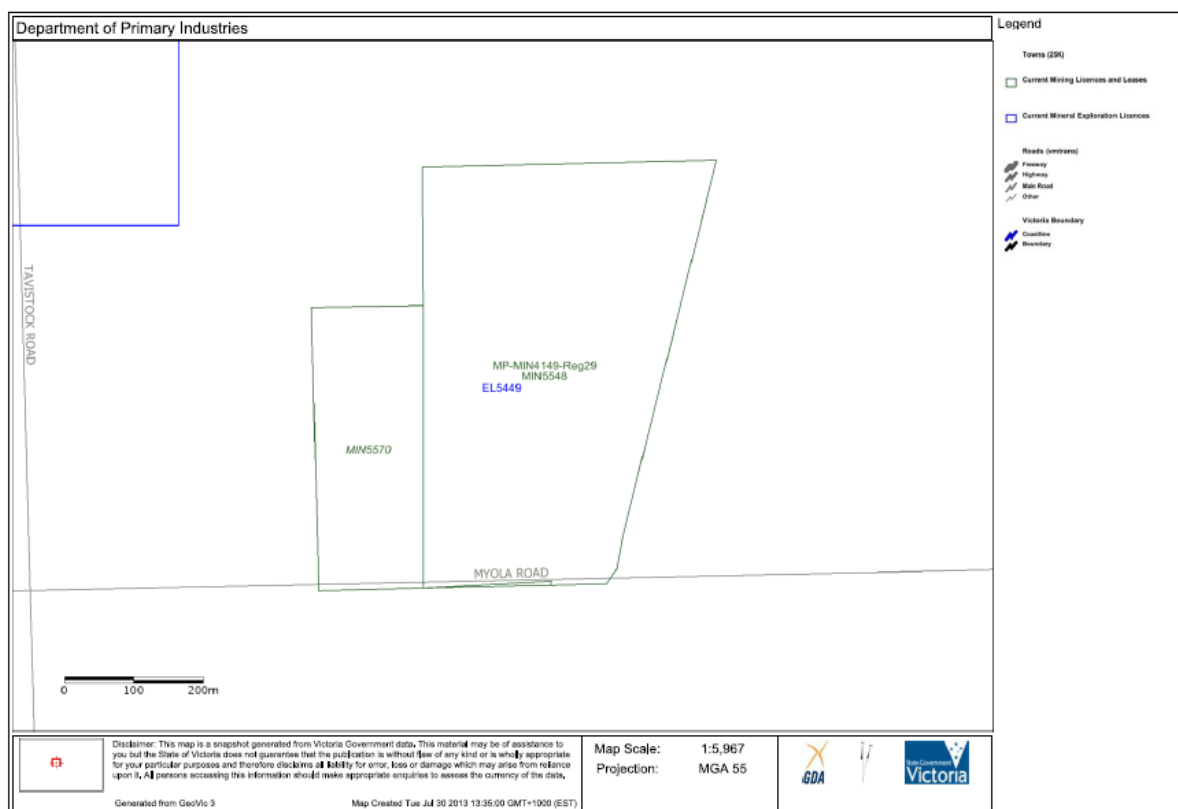 Department of Primary Industries
Legend
Towns (25K)
Current Mining Licences and Leases
Current Mineral Exploration Licences
Roads (vmtrans)
Freeway
Highway
Main Road
Other
Victoria Boundary
Coastline
Boundary
TAVISTOCK ROAD
MP-MIN4149-Reg29
MIN5548
EL5449
MIN5570
MYOLA ROAD
0 100 200m
Disclaimer: This map is a snapshot generated from Victoria Government data. This material may be of assistance to
you but the State of Victoria does not guarantee that the publication is without flaw of any kind or is wholly appropriate
for your particular purposes and therefore disclaims all liability for error, loss or damage which may arise from reliance
upon it. All persons accessing this information should make appropriate enquiries to assess the currency of the data.
Generated from GeoVic 3 Map Created Tue Jul 30 2013 13:35:00 GMT+1000 (EST)
Map Scale: 1:5,967
Projection: MGA 55
GDA
State Government
Victoria